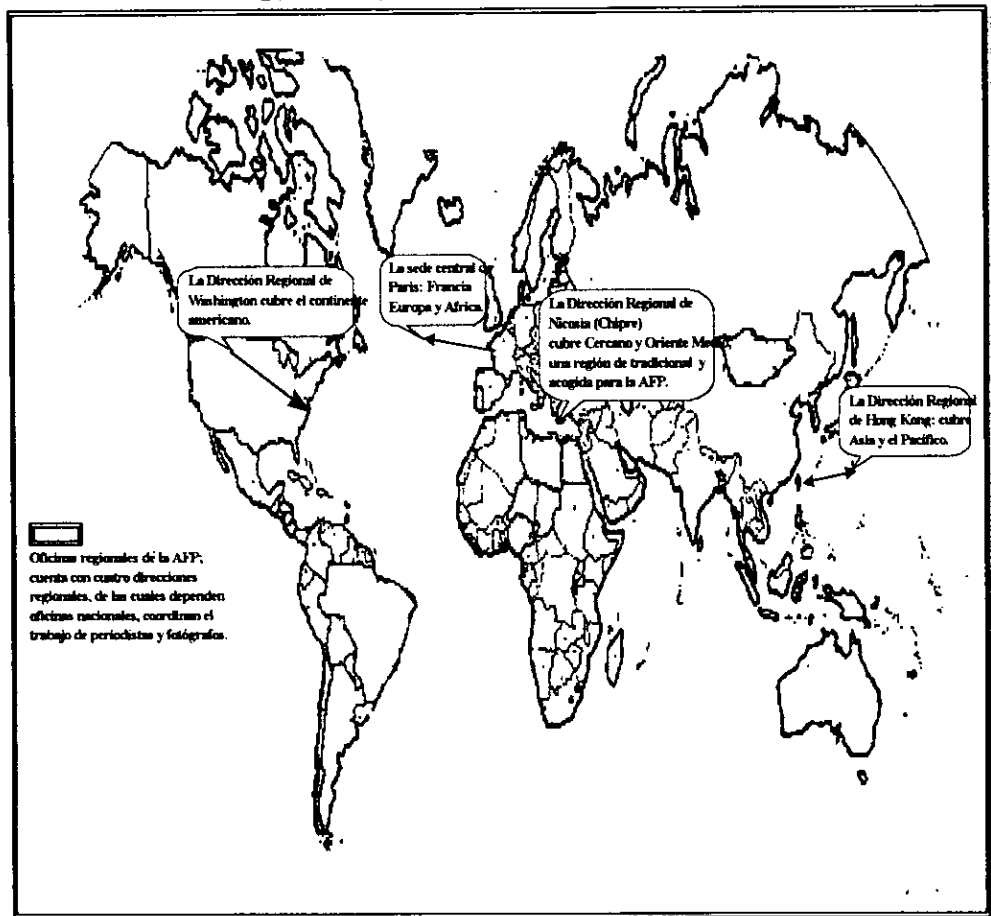 La Dirección Regional de
Washington cubre el continente
americano.
La sede central de
Paris: Francia
Europa y Africa.
La Dirección Regional de
Nicosia (Chipre)
cubre Cercano y Oriente Me
una región de tradicional y
acogida para la AFP.
La Dirección Regional
de Hong Kong: cubre
Asia y el Pacífico.
Oficinas regionales de la AFP;
cuenta con cuatro direcciones
regionales, de las cuales dependen
oficinas nacionales, coordinan el
trabajo de periodistas y fotógrafos.